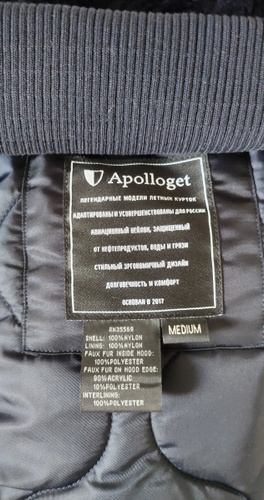 Apolloget
ЛЕГЕНДАРНЫЕ МОДЕЛИ ЛЕТНЫХ КУРТОК
АДАПТИРОВАНЫ И УСОВЕРШЕНСТВОВАНЫ ДЛЯ РОССИИ
АВИАЦИОННЫЙ НЕЙЛОН, ЗАЩИЩЕННЫЙ
ОТ НЕФТЕПРОДУКТОВ, ВОДЫ И ГРЯЗИ
СТИЛЬНЫЙ ЭРГОНОМИЧНЫЙ ДИЗАЙН
ДОЛГОВЕЧНОСТЬ И КОМФОРТ
ОСНОВАН В 2017
RN35569
SHELL: 100%NYLON
LINING: 100%NYLON
FAUX FUR INSIDE HOOD:
100%POLYESTER
FAUX FUR ON HOOD EDGE:
90%ACRYLIC
10%POLYESTER
INTERLINING:
100%POLYESTER
MEDIUM